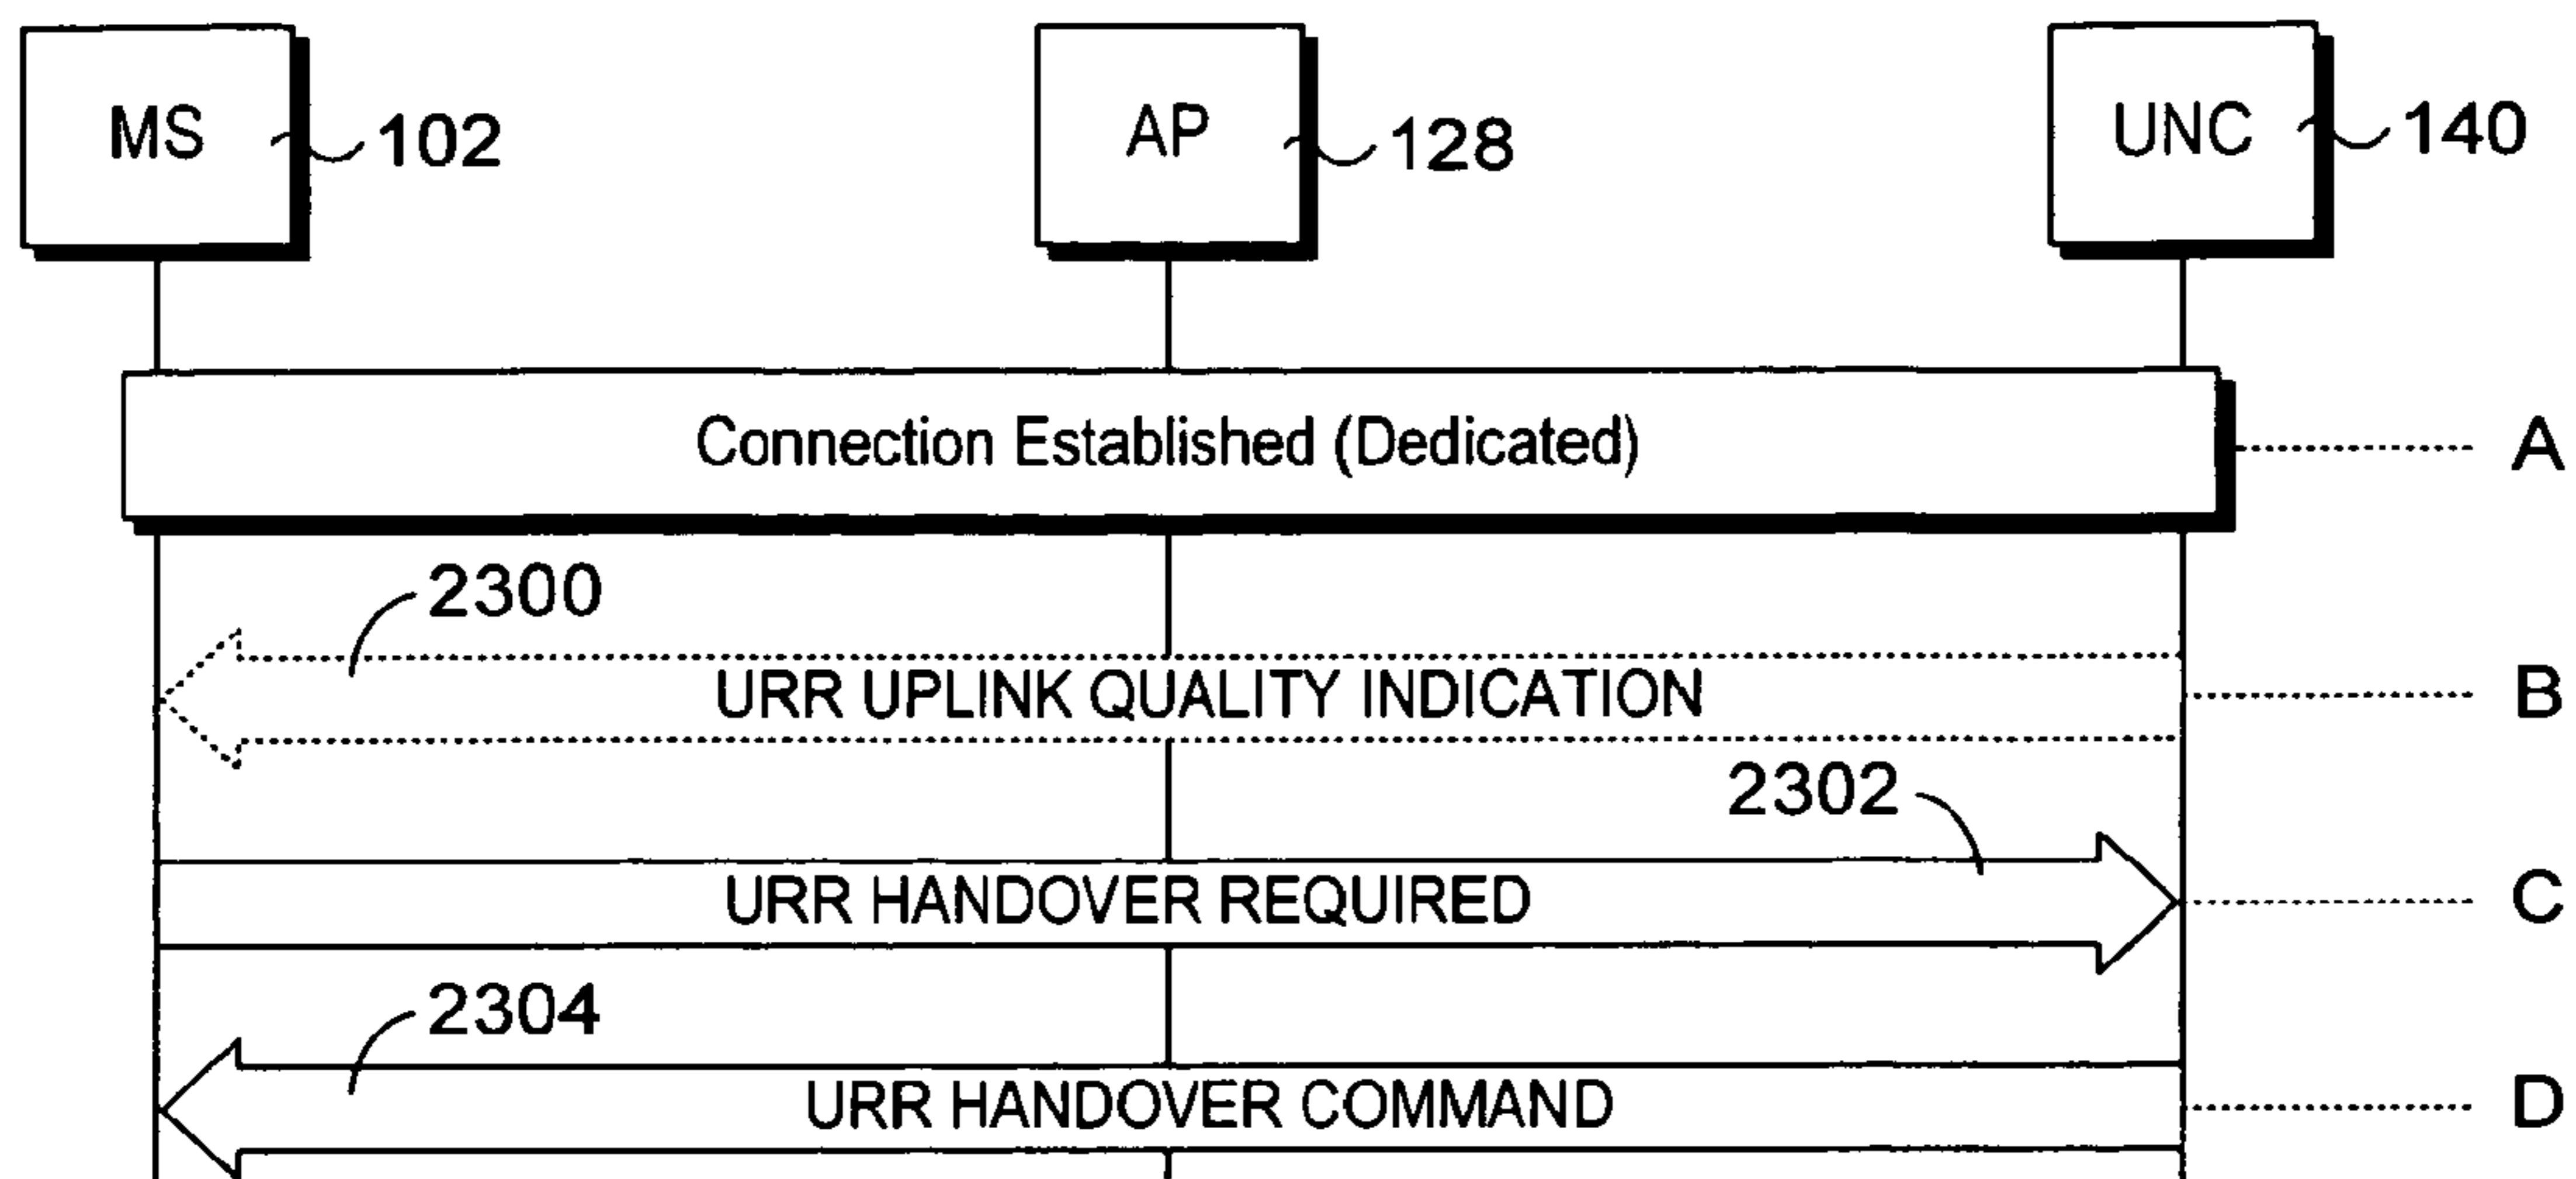 MS 102 AP 128 UNC 140
Connection Established (Dedicated) A
2300
URR UPLINK QUALITY INDICATION B
2302
URR HANDOVER REQUIRED C
2304
URR HANDOVER COMMAND D